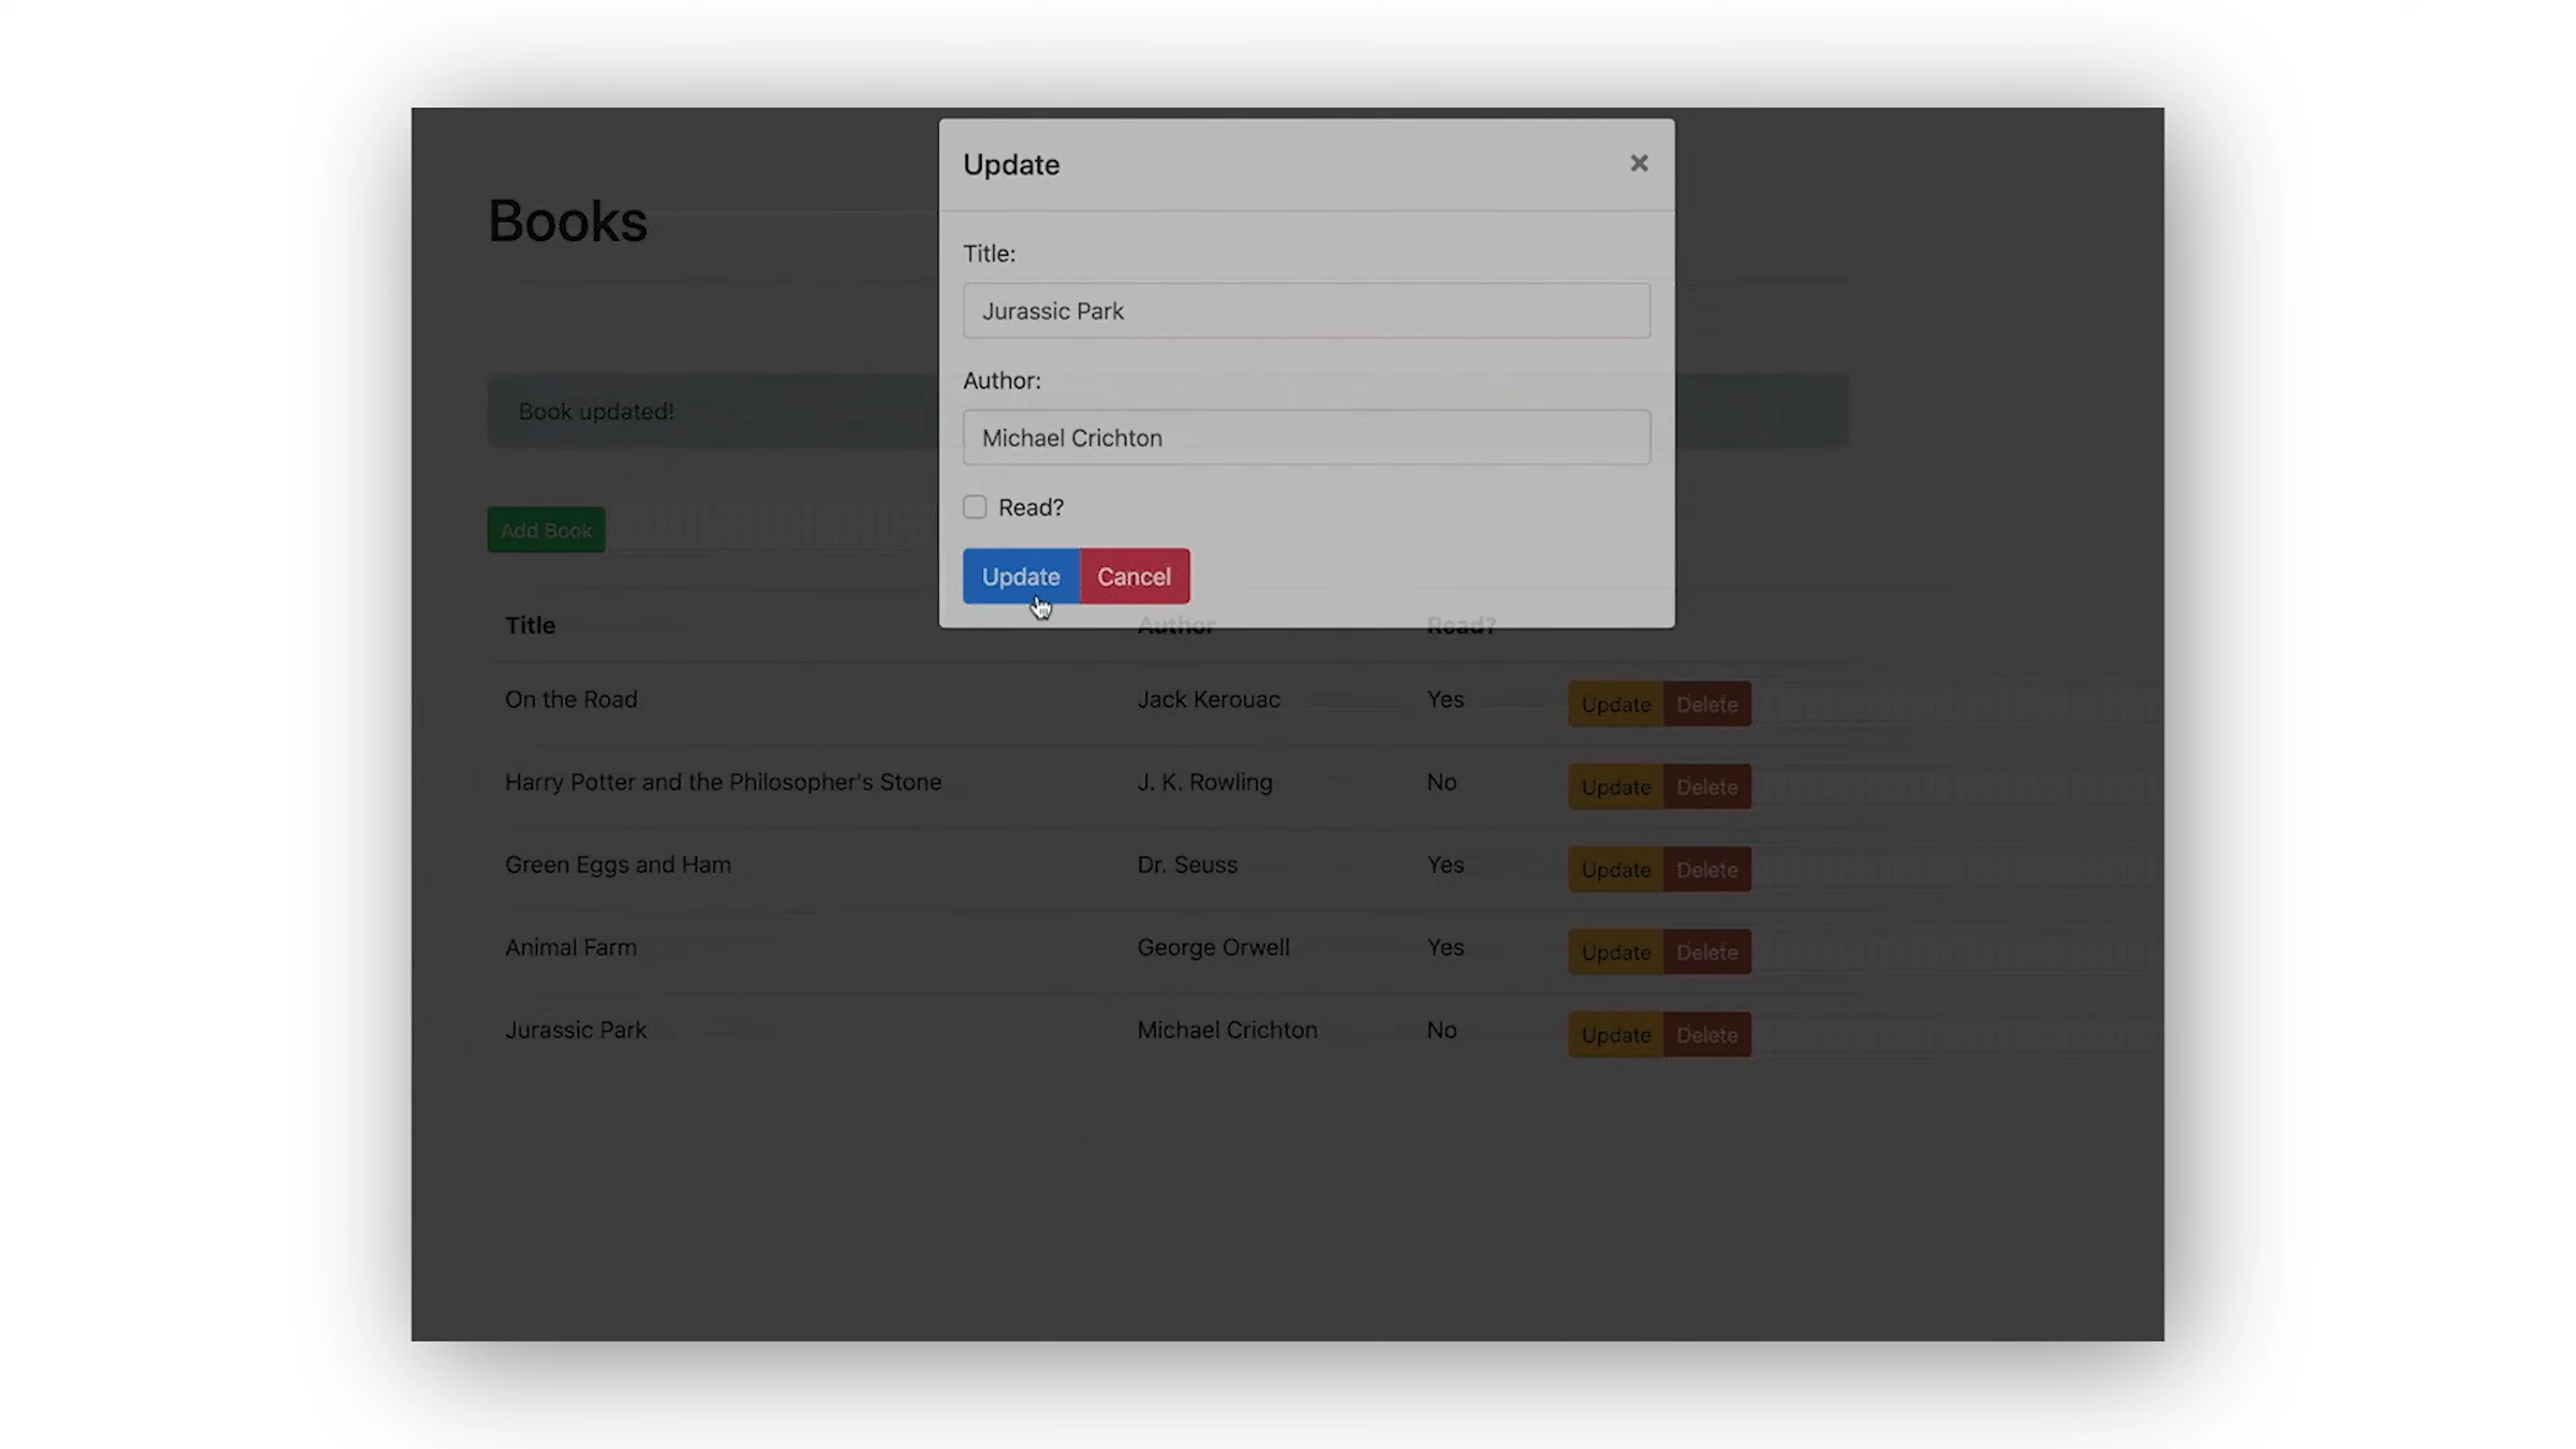 Update ×
Books
Title:
Jurassic Park
Author:
Book updated!
Michael Crichton
Read?
Add Book
Update Cancel
Title Author Read?
On the Road Jack Kerouac Yes Update Delete
Harry Potter and the Philosopher's Stone J. K. Rowling No Update Delete
Green Eggs and Ham Dr. Seuss Yes Update Delete
Animal Farm George Orwell Yes Update Delete
Jurassic Park Michael Crichton No Update Delete